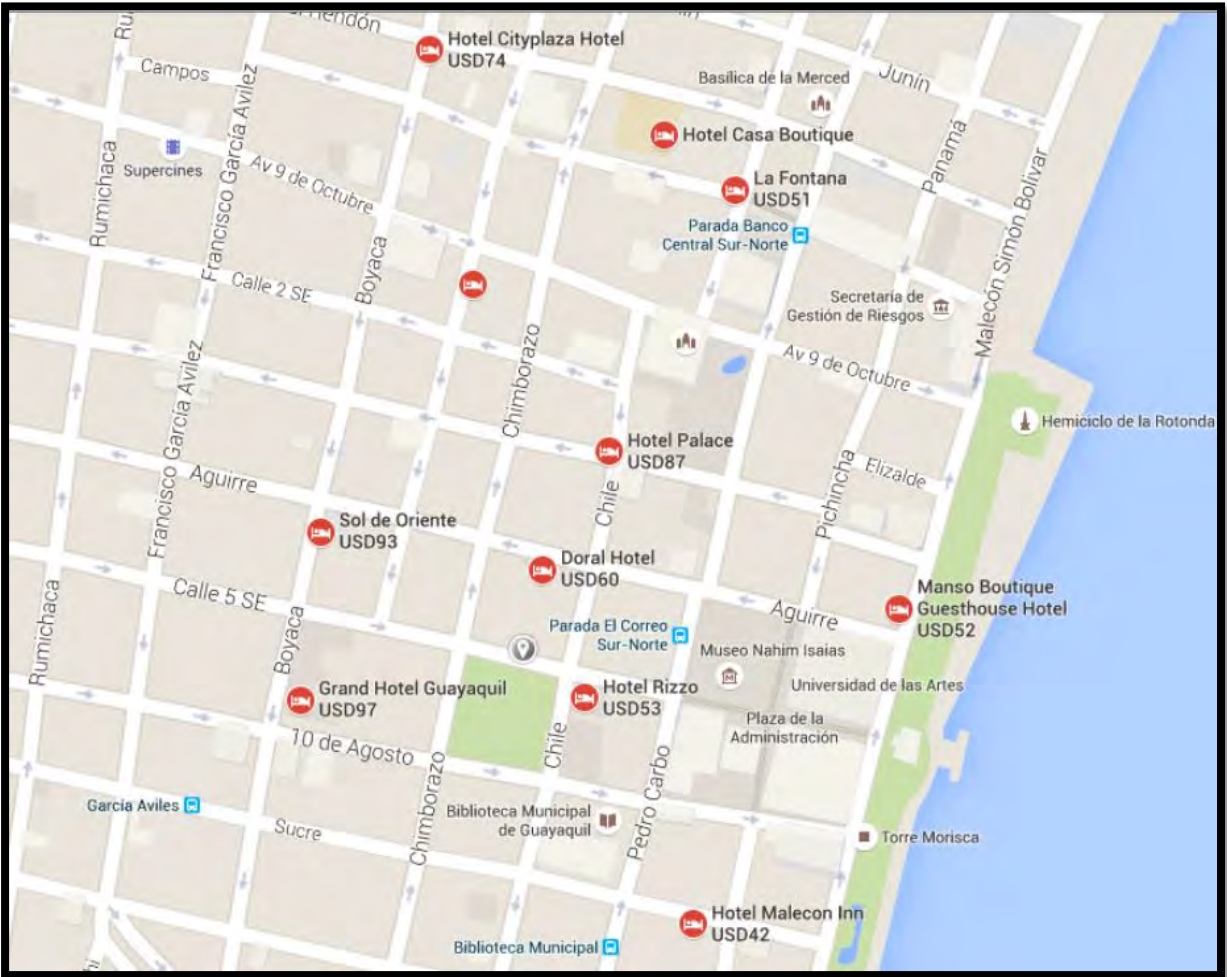 Hotel Cityplaza Hotel
USD74
Campos
Basílica de la Merced
Junín
Hotel Casa Boutique
Supercines
Av 9 de Octubre
Francisco García Avilez
Rumichaca
Panamá
La Fontana
USD51
Parada Banco
Central Sur-Norte
Malecón Simón Bolivar
Boyaca
Calle 2 SE
Secretaría de
Gestión de Riesgos
Chimborazo
Av 9 de Octubre
Hemiciclo de la Rotonda
Francisco García Avilez
Hotel Palace
USD87
Elizalde
Aguirre
Chile
Pichincha
Sol de Oriente
USD93
Doral Hotel
USD60
Calle 5 SE
Manso Boutique
Guesthouse Hotel
USD52
Aguirre
Rumichaca
Boyaca
Parada El Correo
Sur-Norte
Museo Nahim Isaias
Universidad de las Artes
Grand Hotel Guayaquil
USD97
Hotel Rizzo
USD53
Plaza de la
Administración
10 de Agosto
Chile
Pedro Carbo
Chimborazo
García Aviles
Sucre
Biblioteca Municipal
de Guayaquil
Torre Morisca
Hotel Malecon Inn
USD42
Biblioteca Municipal